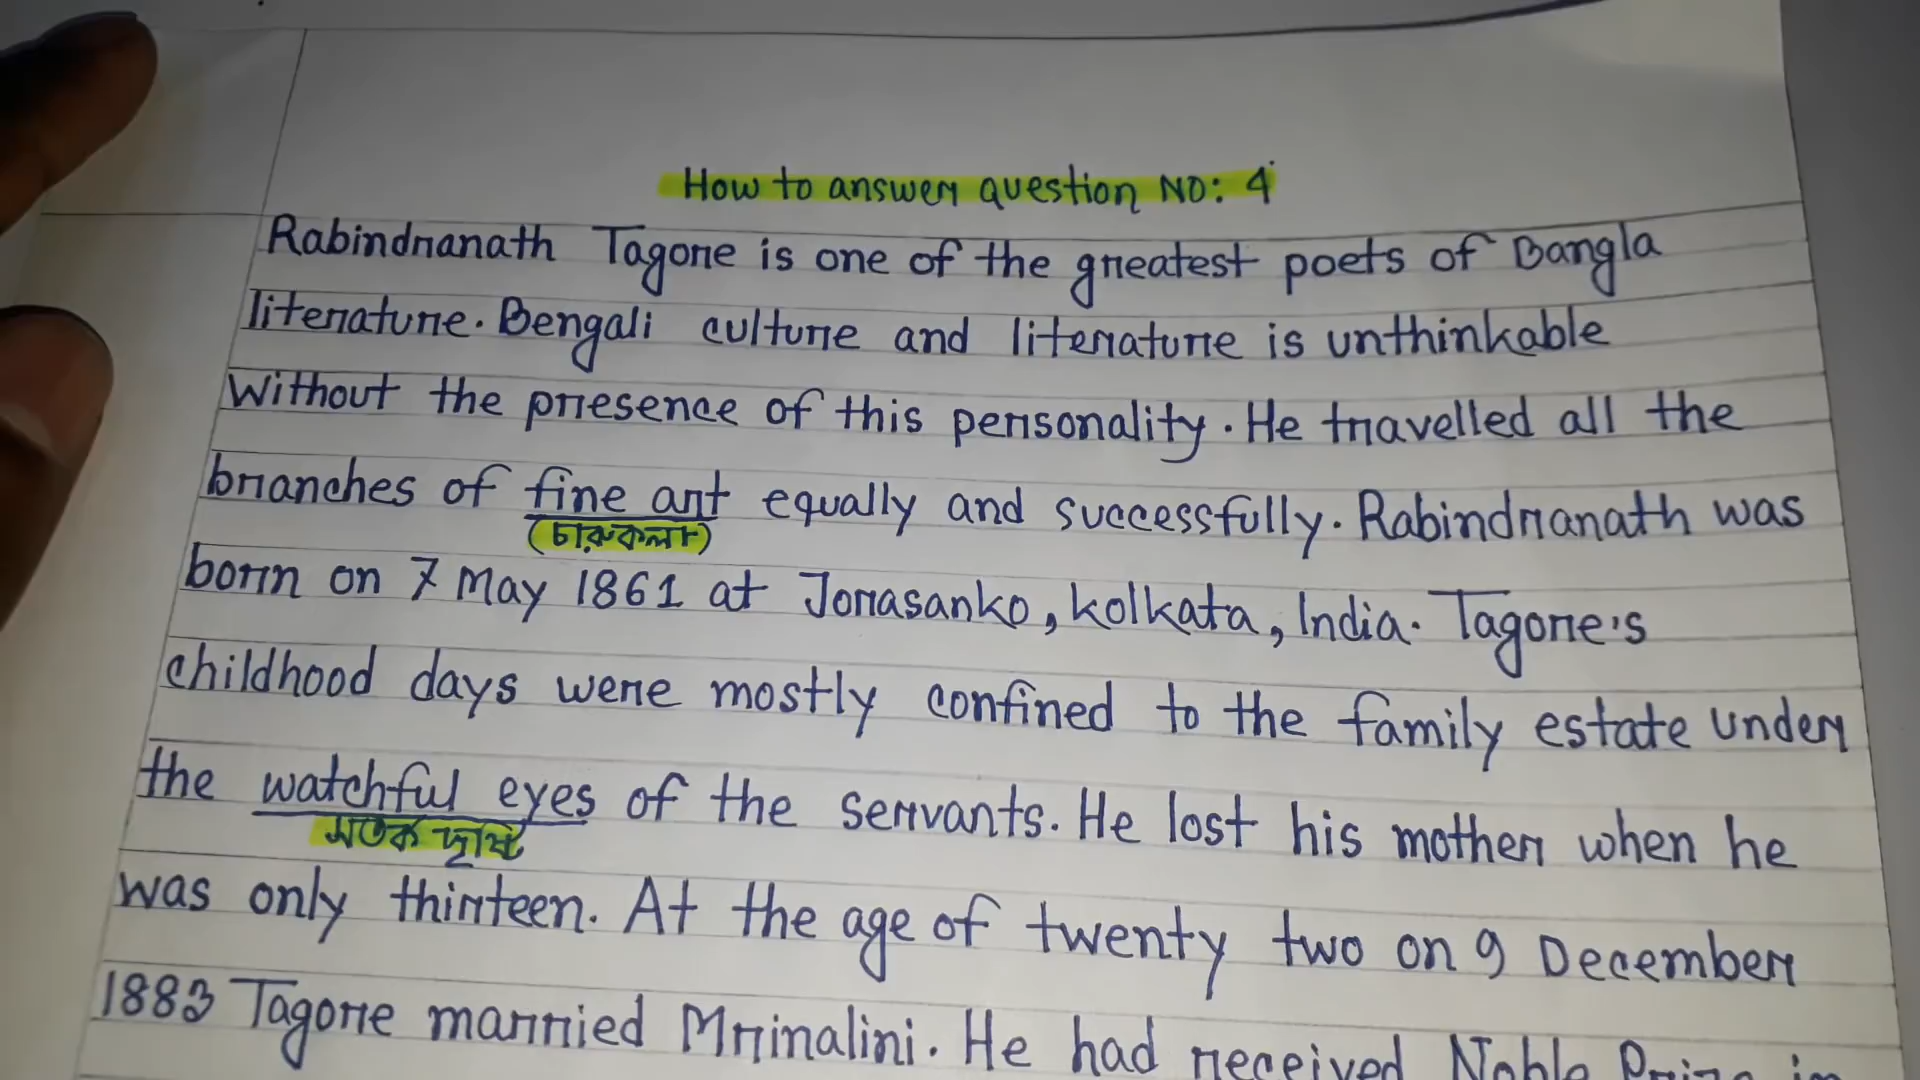 How to answer question NO: 4
Rabindranath Tagore is one of the greatest poets of Bangla
literature. Bengali culture and literature is unthinkable
Without the presence of this personality. He travelled all the
branches of fine art equally and successfully. Rabindranath was
(চারুকলা)
born on 7 May 1861 at Jorasanko, Kolkata, India. Tagore's
childhood days were mostly confined to the family estate under
the watchful eyes of the servants. He lost his mother when he
সতর্ক দৃষ্টি
was only thirteen. At the age of twenty two on 9 December
1883 Tagore married Mrinalini. He had received Noble Prize in